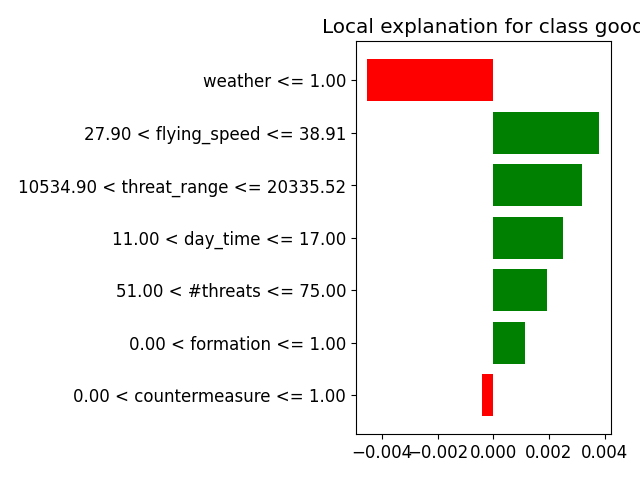 Local explanation for class good
weather <= 1.00
27.90 < flying_speed <= 38.91
10534.90 < threat_range <= 20335.52
11.00 < day_time <= 17.00
51.00 < #threats <= 75.00
0.00 < formation <= 1.00
0.00 < countermeasure <= 1.00
−0.004 −0.002 0.000 0.002 0.004